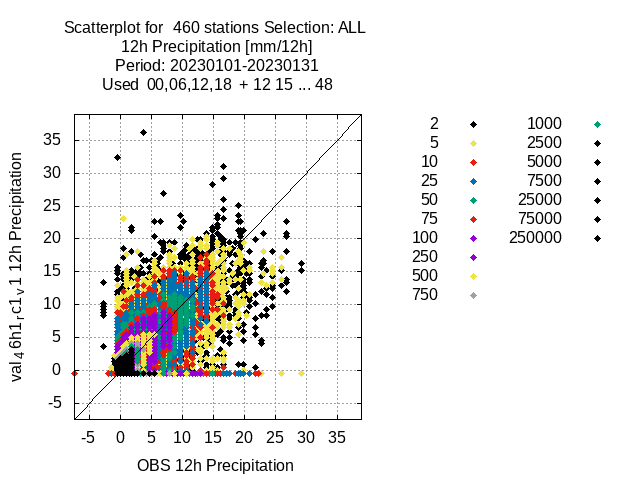 Scatterplot for 460 stations Selection: ALL
12h Precipitation [mm/12h]
Period: 20230101-20230131
Used 00,06,12,18 + 12 15 ... 48
2 1000
5 2500
10 5000
25 7500
50 25000
75 75000
100 250000
250
500
750
35
30
25
20
15
10
5
0
-5
val46h1rc1v1 12h Precipitation
-5 0 5 10 15 20 25 30 35
OBS 12h Precipitation